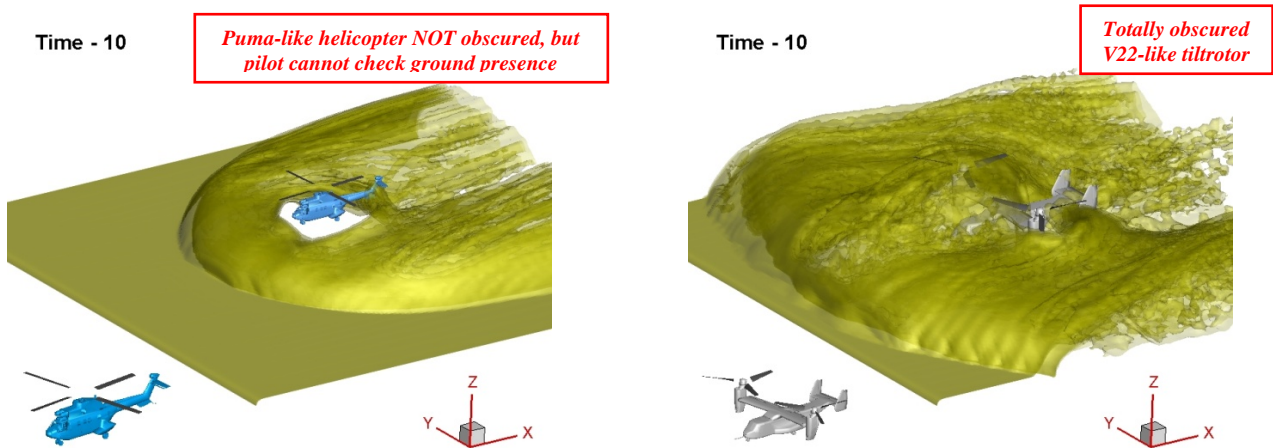 Time - 10
Puma-like helicopter NOT obscured, but
pilot cannot check ground presence
Z
Y
X
Time - 10
Totally obscured
V22-like tiltrotor
Z
Y
X